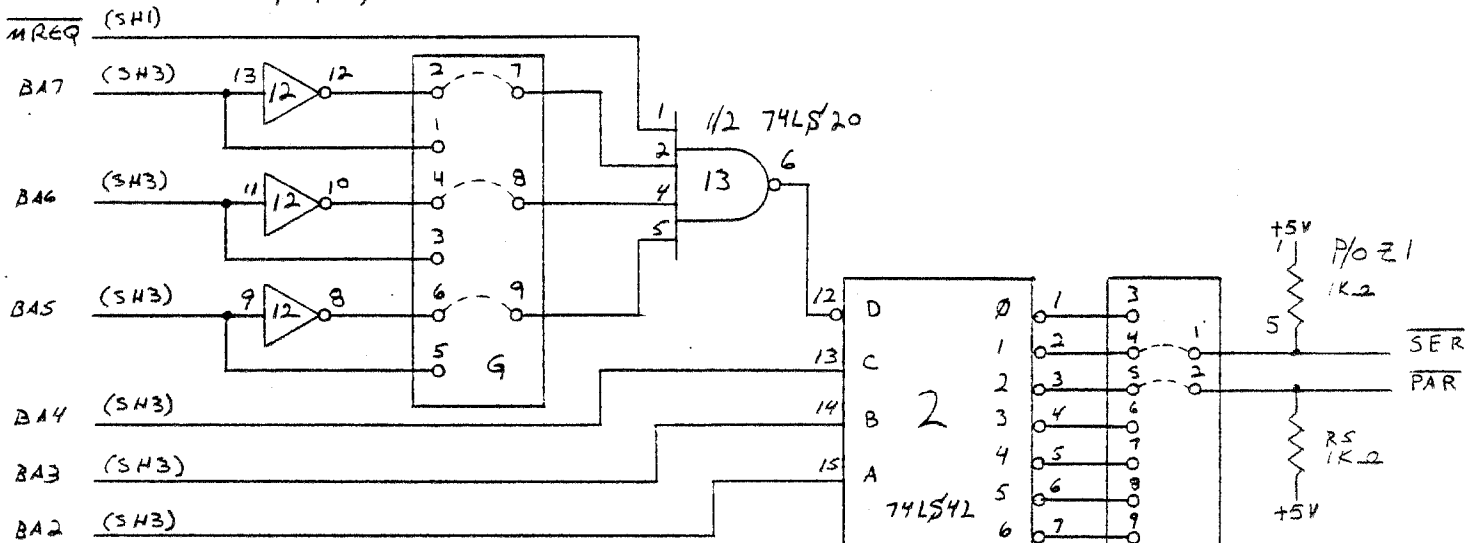 MREQ (SH1)
BA7 (SH3) 13 12 12 2 7
1
1 1/2 74LS20
2 6
BA6 (SH3) 11 12 10 4 8 4 13
3 5
+5V
1 P/O Z1
1KΩ
BA5 (SH3) 9 12 8 6 9
5 G
5
12 D 0 1 3
1 2 4 1 SER
13 C 2 3 5 2 PAR
BA4 (SH3)
14 B 2 3 4 6
BA3 (SH3)
4 5 7 R5
1KΩ
15 A 5 6 8
74LS42 +5V
BA2 (SH3) 6 7 9